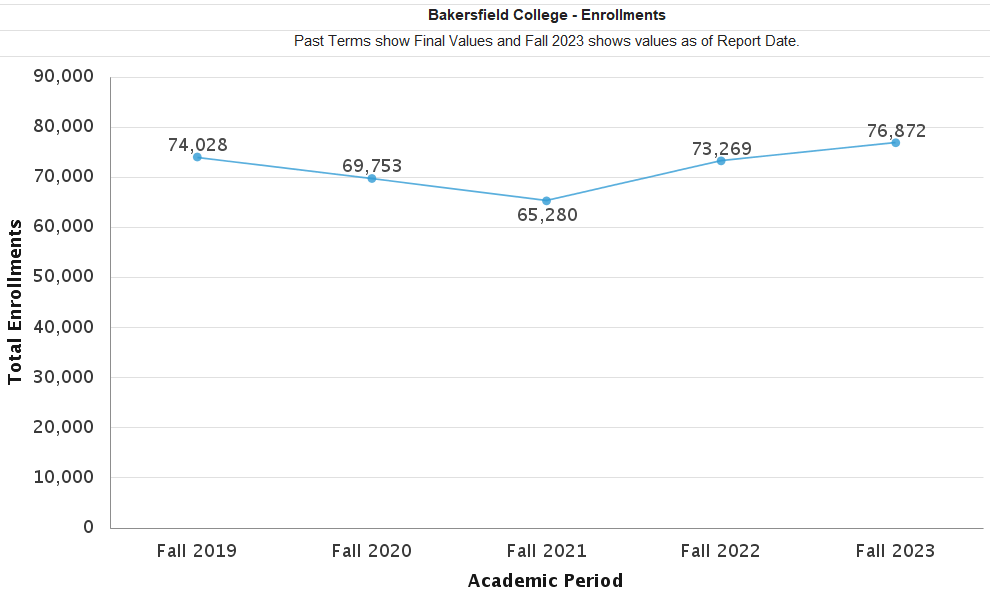 Bakersfield College - Enrollments
Past Terms show Final Values and Fall 2023 shows values as of Report Date.
90,000
80,000
70,000
60,000
50,000
40,000
30,000
20,000
10,000
0
Total Enrollments
74,028
69,753
65,280
73,269
76,872
Fall 2019
Fall 2020
Fall 2021
Fall 2022
Fall 2023
Academic Period